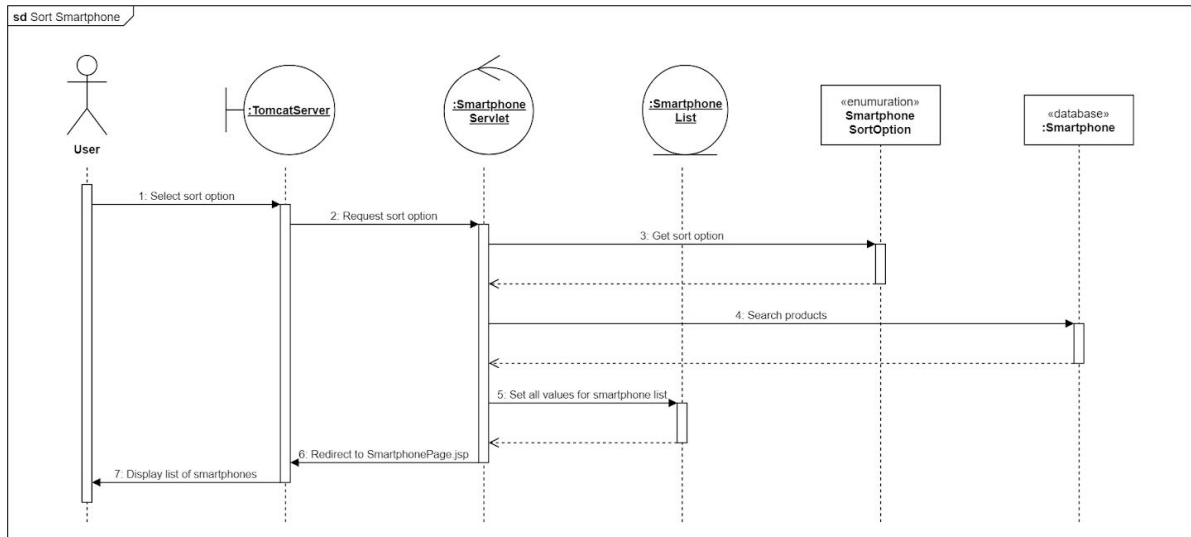 sd Sort Smartphone
User
:TomcatServer
:Smartphone
Servlet
:Smartphone
List
«enumuration»
Smartphone
SortOption
«database»
:Smartphone
1: Select sort option
2: Request sort option
3: Get sort option
4: Search products
5: Set all values for smartphone list
6: Redirect to SmartphonePage.jsp
7: Display list of smartphones